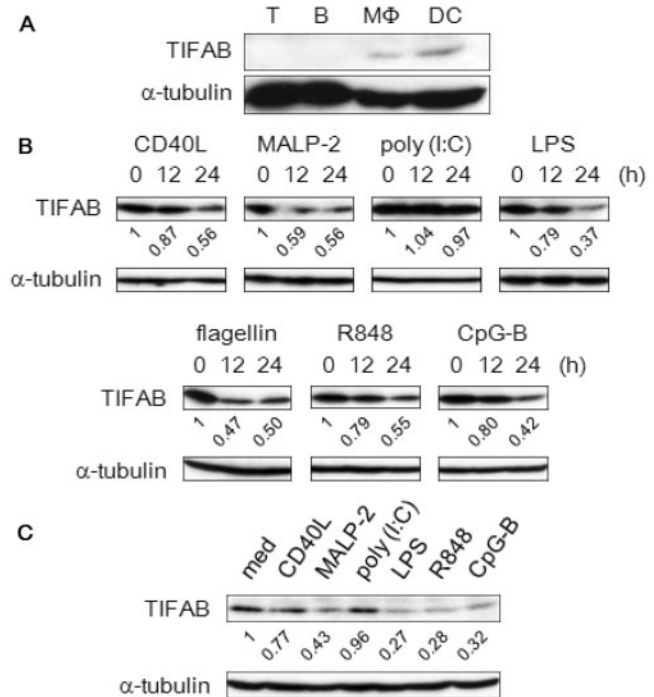 A
T B MΦ DC
TIFAB
α-tubulin
B
CD40L MALP-2 poly (I:C) LPS
0 12 24 0 12 24 0 12 24 0 12 24 (h)
TIFAB
1 0.87 0.56 1 0.59 0.56 1 1.04 0.97 1 0.79 0.37
α-tubulin
flagellin R848 CpG-B
0 12 24 0 12 24 0 12 24 (h)
TIFAB
1 0.47 0.50 1 0.79 0.55 1 0.80 0.42
α-tubulin
C
med CD40L MALP-2 poly (I:C) LPS R848 CpG-B
TIFAB
1 0.77 0.43 0.96 0.27 0.28 0.32
α-tubulin